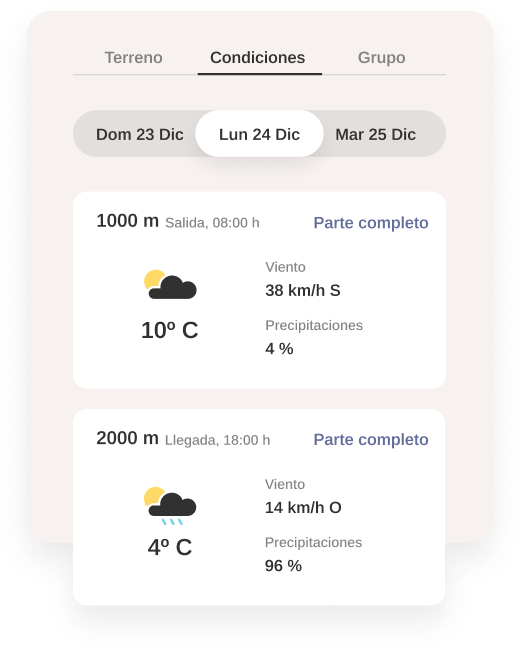 Terreno Condiciones Grupo
Dom 23 Dic Lun 24 Dic Mar 25 Dic
1000 m Salida, 08:00 h Parte completo
Viento
38 km/h S
Precipitaciones
10º C
4 %
2000 m Llegada, 18:00 h Parte completo
Viento
14 km/h O
Precipitaciones
4º C
96 %